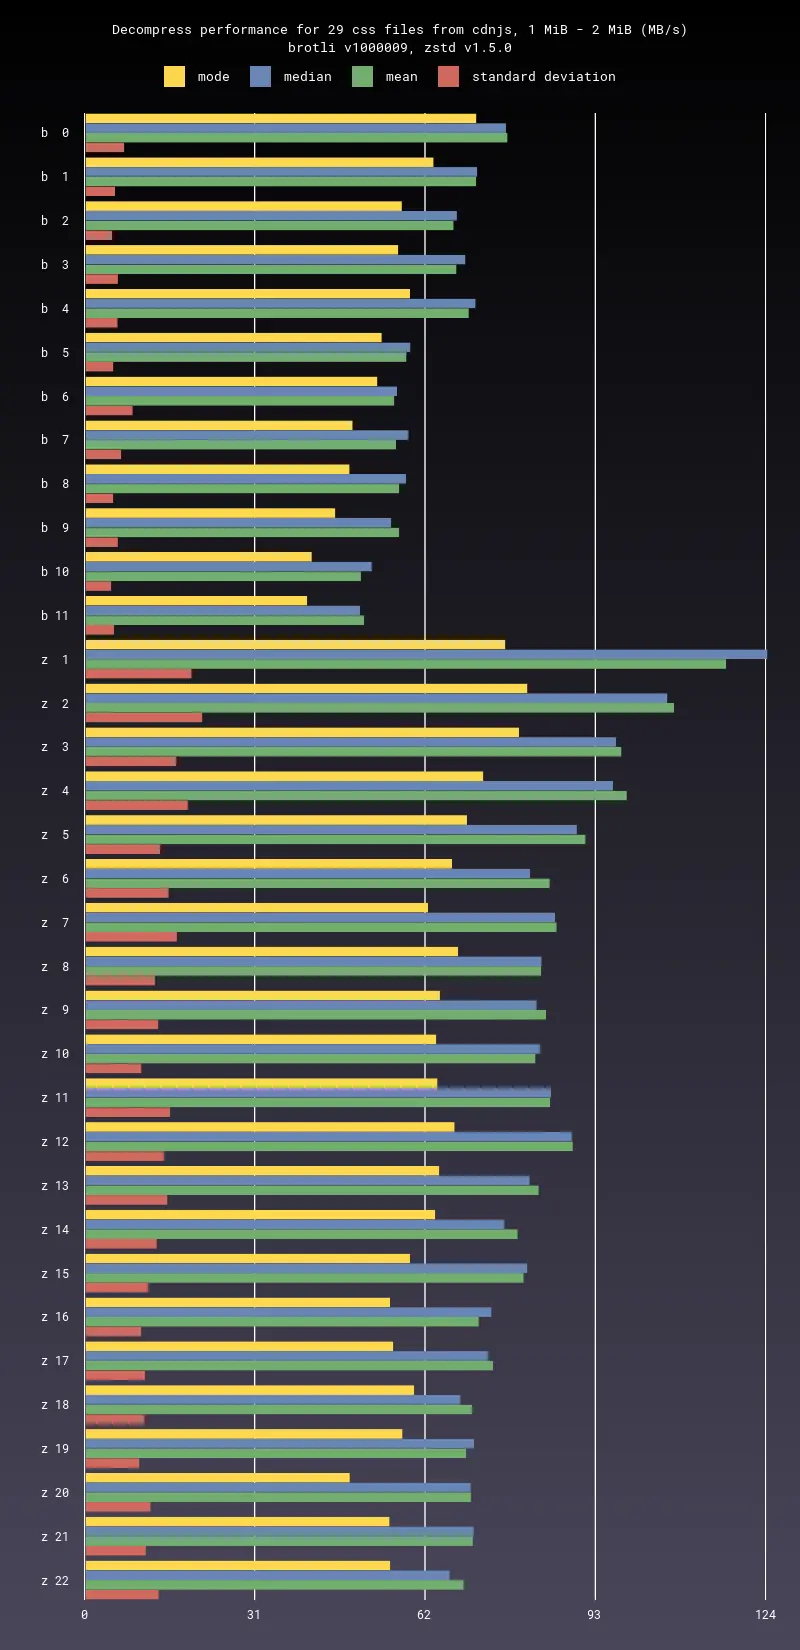 Decompress performance for 29 css files from cdnjs, 1 MiB - 2 MiB (MB/s)
brotli v1000009, zstd v1.5.0
mode median mean standard deviation
b 0
b 1
b 2
b 3
b 4
b 5
b 6
b 7
b 8
b 9
b 10
b 11
z 1
z 2
z 3
z 4
z 5
z 6
z 7
z 8
z 9
z 10
z 11
z 12
z 13
z 14
z 15
z 16
z 17
z 18
z 19
z 20
z 21
z 22
0 31 62 93 124